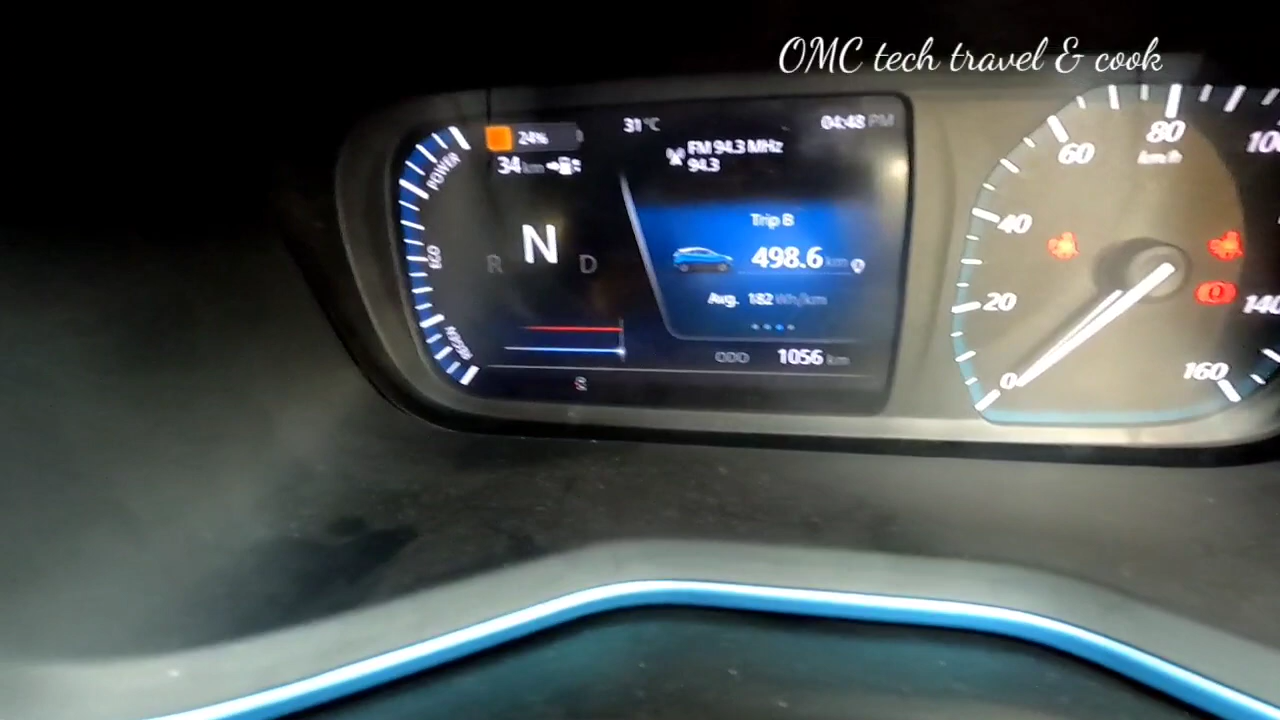 OMC tech travel & cook
24%
31°C
04:48 PM
34 km
FM 94.3 MHz
94.3
POWER
ECO
REGEN
R N D
Trip B
498.6 km
Avg. 182 Wh/km
ODO 1056 km
0
20
40
60
80
100
140
160
km/h